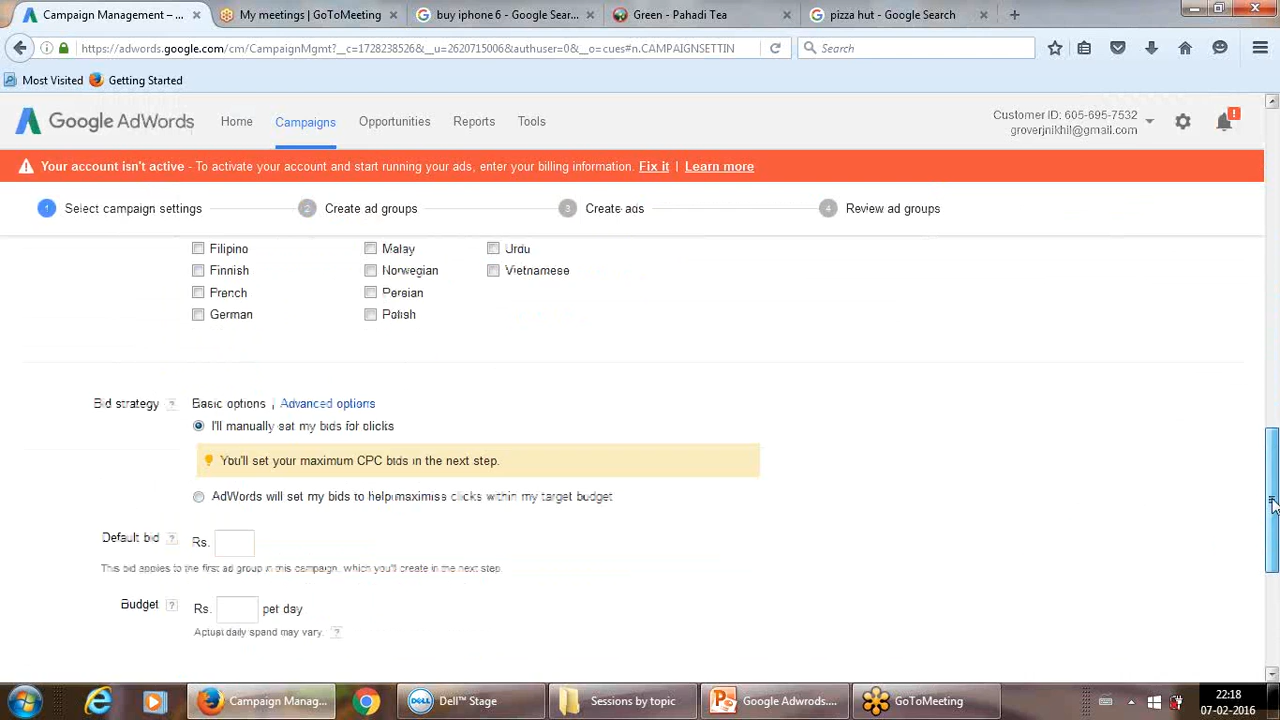 Campaign Management – ...
My meetings | GoToMeeting
buy iphone 6 - Google Sear...
Green - Pahadi Tea
pizza hut - Google Search
https://adwords.google.com/cm/CampaignMgmt?__c=1728238526&__u=2620715006&authuser=0&__o=cues#n.CAMPAIGNSETTIN
Search
Most Visited
Getting Started
Google AdWords
Home
Campaigns
Opportunities
Reports
Tools
Customer ID: 605-695-7532
groverjnikhil@gmail.com
!
Your account isn't active - To activate your account and start running your ads, enter your billing information. Fix it | Learn more
1 Select campaign settings
2 Create ad groups
3 Create ads
4 Review ad groups
Filipino Malay Urdu
Finnish Norwegian Vietnamese
French Persian
German Polish
Bid strategy ? Basic options | Advanced options
I'll manually set my bids for clicks
You'll set your maximum CPC bids in the next step.
AdWords will set my bids to help maximise clicks within my target budget
Default bid ? Rs.
This bid applies to the first ad group in this campaign, which you'll create in the next step.
Budget ? Rs. per day
Actual daily spend may vary. ?
Campaign Manag...
DELL
Dell™ Stage
Sessions by topic
Google Adwrods....
GoToMeeting
22:18
07-02-2016